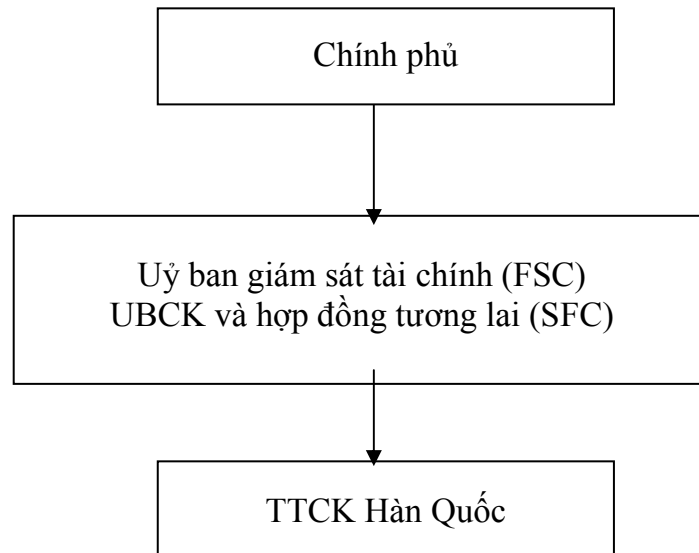 Chính phủ
Uỷ ban giám sát tài chính (FSC)
UBCK và hợp đồng tương lai (SFC)
TTCK Hàn Quốc